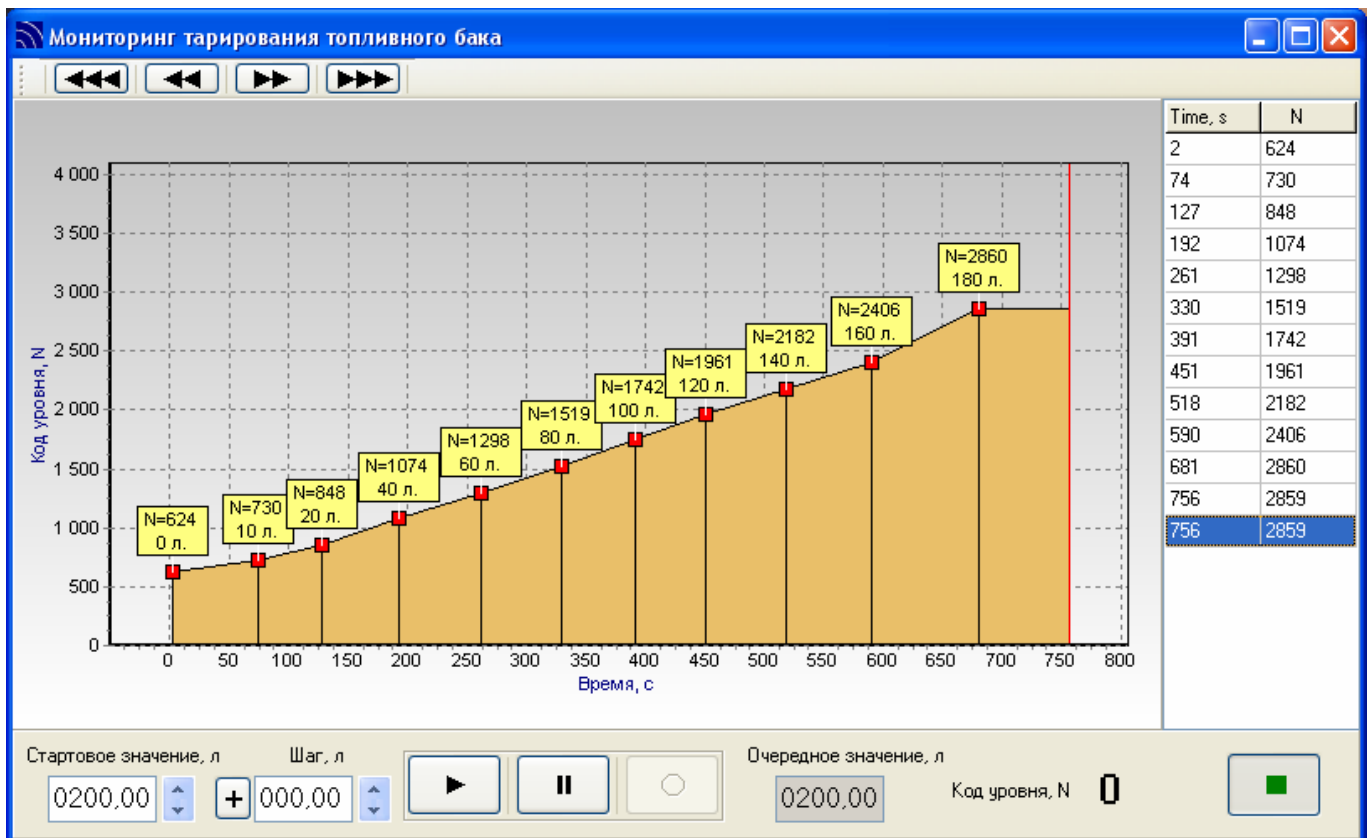 Мониторинг тарирования топливного бака
Time, s N
2 624
74 730
127 848
192 1074
261 1298
330 1519
391 1742
451 1961
518 2182
590 2406
681 2860
756 2859
756 2859
4 000
3 500
3 000
2 500
2 000
1 500
1 000
500
0
Код уровня, N
N=624
0 л.
N=730
10 л.
N=848
20 л.
N=1074
40 л.
N=1298
60 л.
N=1519
80 л.
N=1742
100 л.
N=1961
120 л.
N=2182
140 л.
N=2406
160 л.
N=2860
180 л.
0 50 100 150 200 250 300 350 400 450 500 550 600 650 700 750 800
Время, с
Стартовое значение, л Шаг, л Очередное значение, л
0200,00 + 000,00 0200,00 Код уровня, N 0